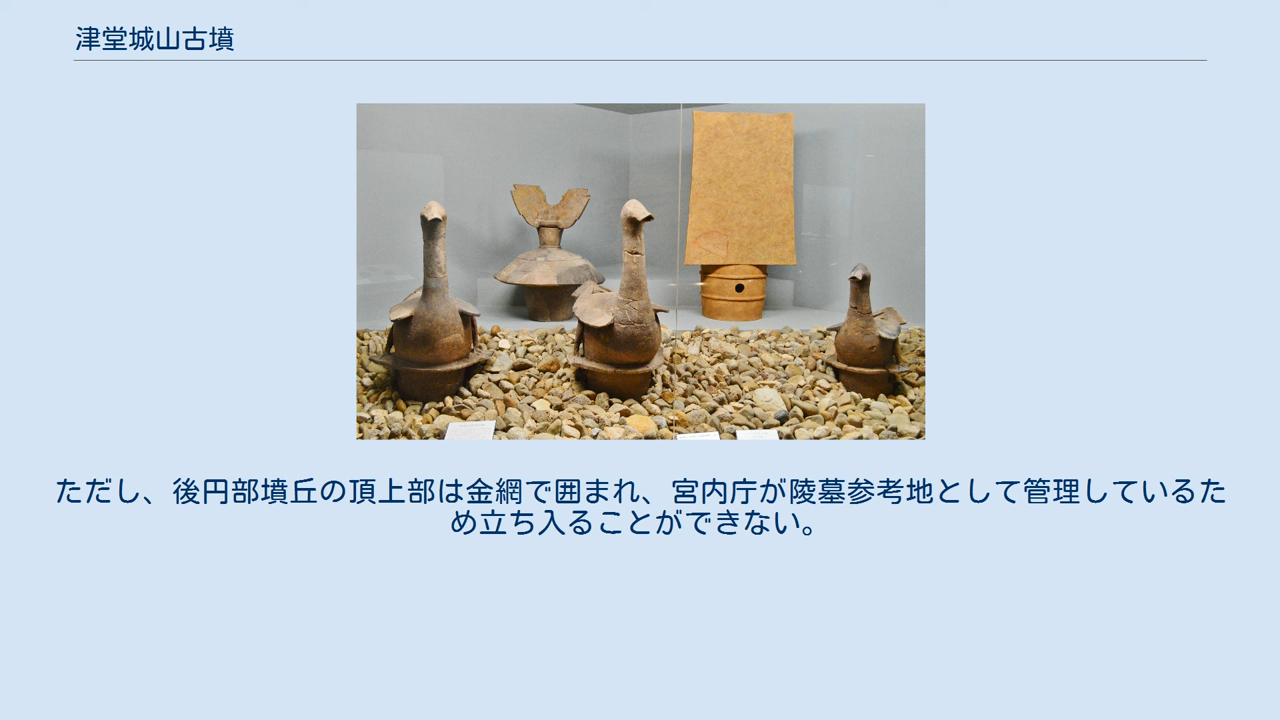 津堂城山古墳
ただし、後円部墳丘の頂上部は金網で囲まれ、宮内庁が陵墓参考地として管理しているた
め立ち入ることができない。